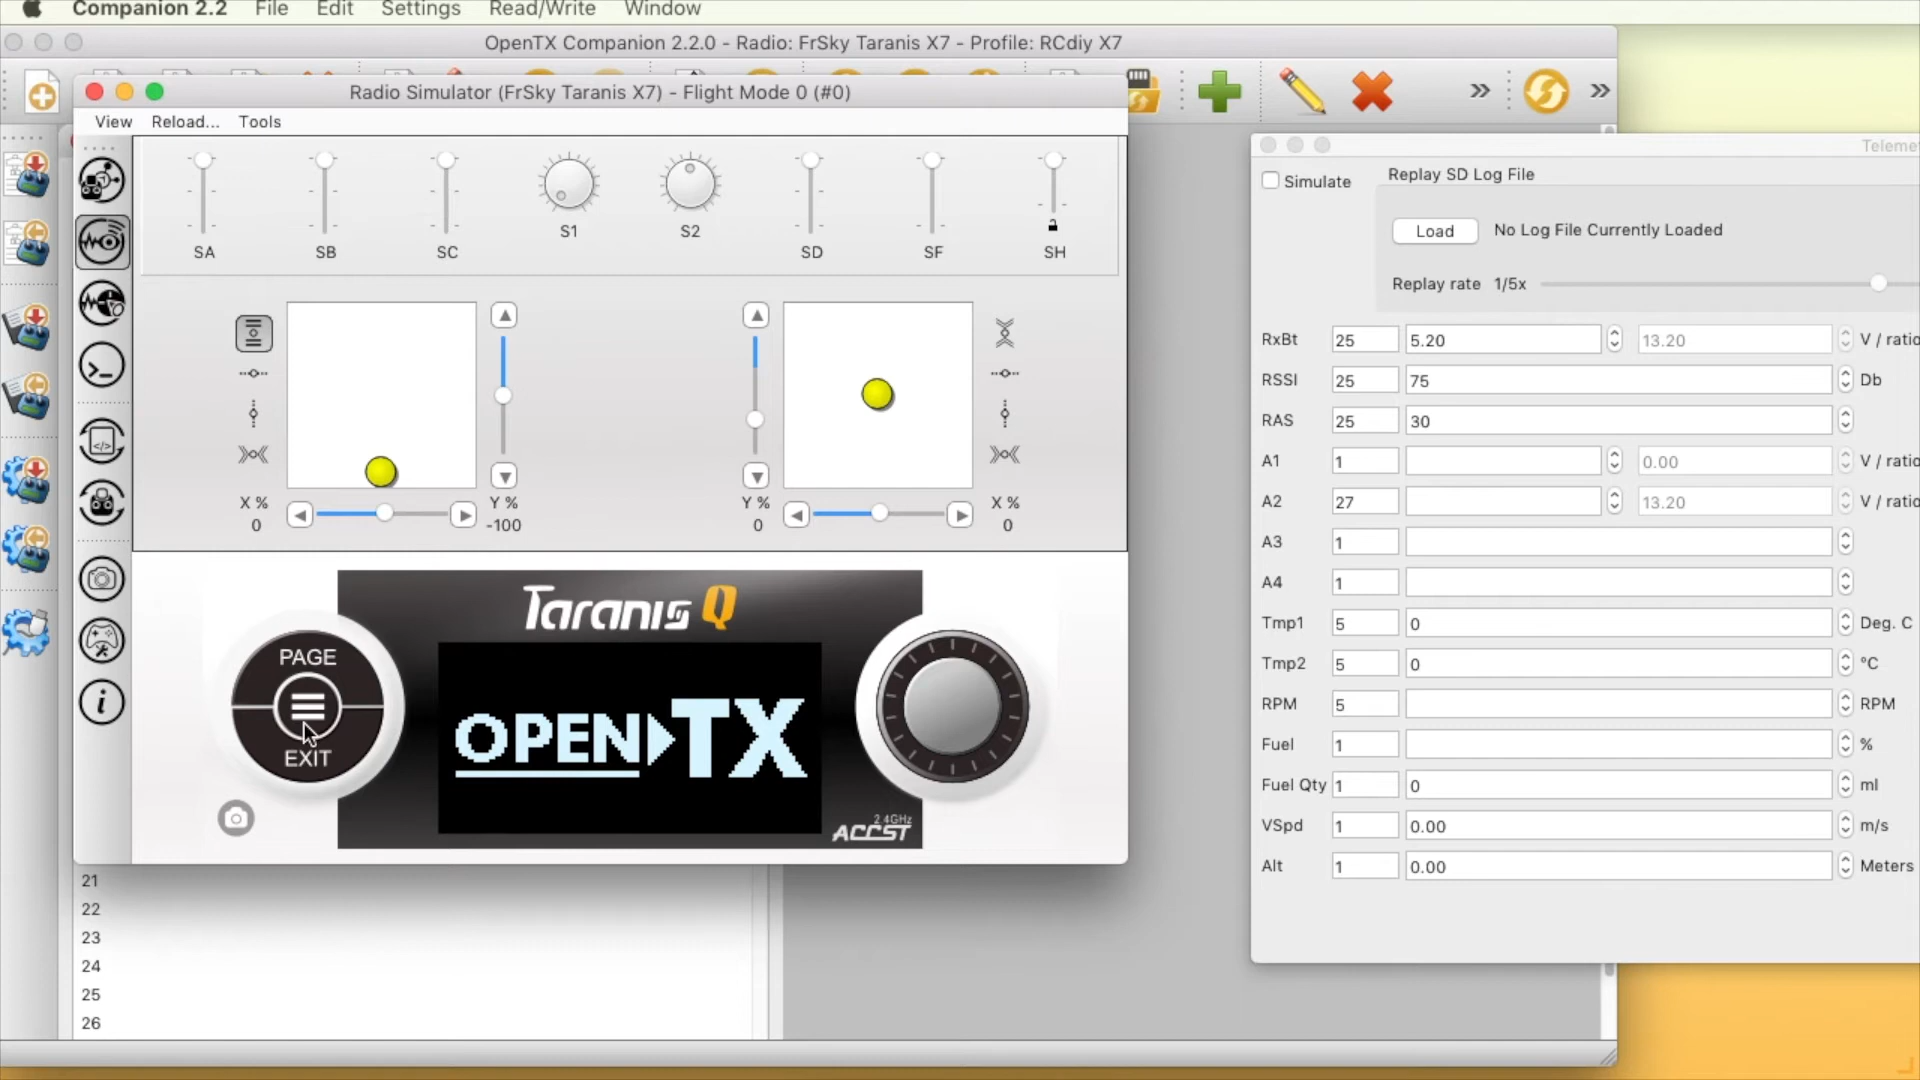 Companion 2.2 File Edit Settings Read/Write Window
OpenTX Companion 2.2.0 - Radio: FrSky Taranis X7 - Profile: RCdiy X7
Radio Simulator (FrSky Taranis X7) - Flight Mode 0 (#0)
View Reload... Tools
SA SB SC S1 S2 SD SF SH
X % 0
Y % -100
Y % 0
X % 0
Taranis Q
PAGE
EXIT
OPEN TX
2.4GHz
ACCST
21
22
23
24
25
26
Simulate
Replay SD Log File
Load No Log File Currently Loaded
Replay rate 1/5x
RxBt 25 5.20 13.20 V / ratio
RSSI 25 75 Db
RAS 25 30
A1 1 0.00 V / ratio
A2 27 13.20 V / ratio
A3 1
A4 1
Tmp1 5 0 Deg. C
Tmp2 5 0 °C
RPM 5 RPM
Fuel 1 %
Fuel Qty 1 0 ml
VSpd 1 0.00 m/s
Alt 1 0.00 Meters